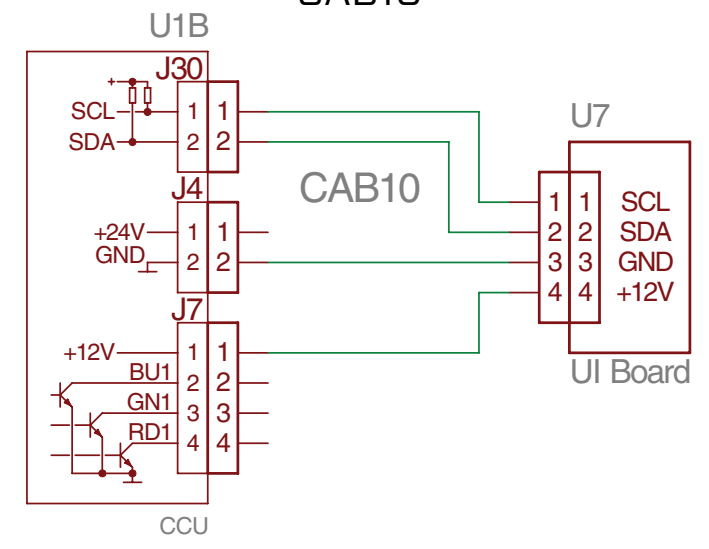 U1B
J30
+
SCL 1 1
SDA 2 2
U7
CAB10
J4
+24V 1 1
GND 2 2
1 1 SCL
2 2 SDA
3 3 GND
4 4 +12V
J7
+12V 1 1
BU1 2 2
GN1 3 3
RD1 4 4
UI Board
CCU